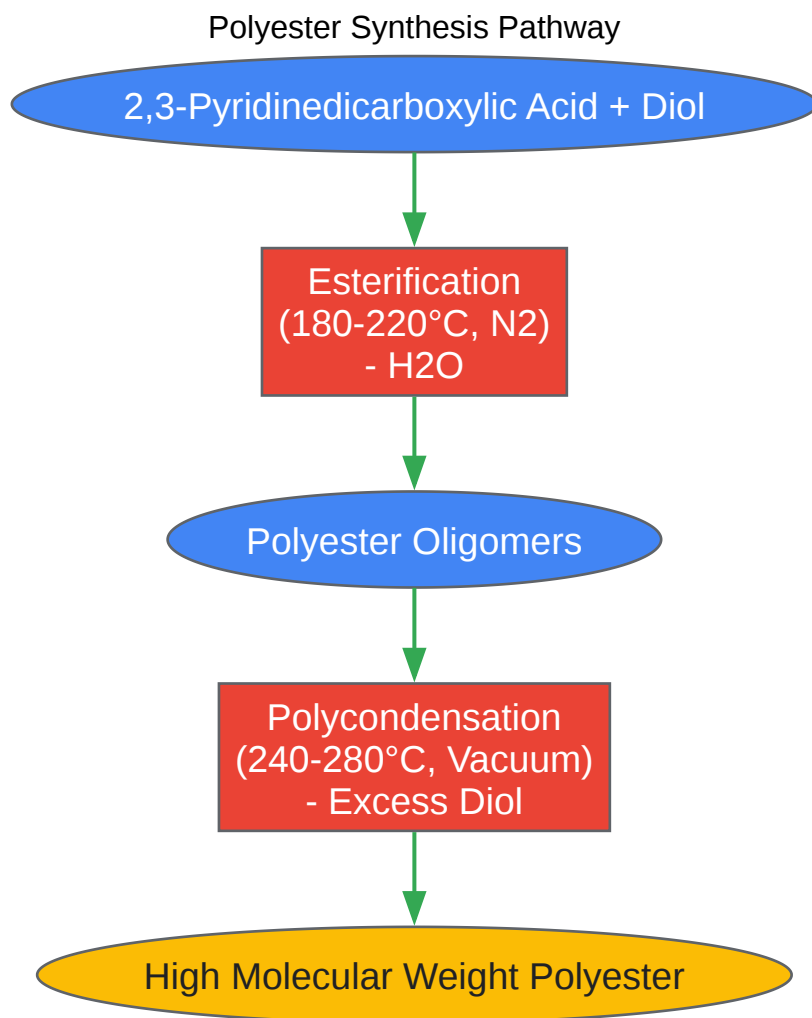 Polyester Synthesis Pathway
2,3-Pyridinedicarboxylic Acid + Diol
Esterification
(180-220°C, N2)
- H2O
Polyester Oligomers
Polycondensation
(240-280°C, Vacuum)
- Excess Diol
High Molecular Weight Polyester